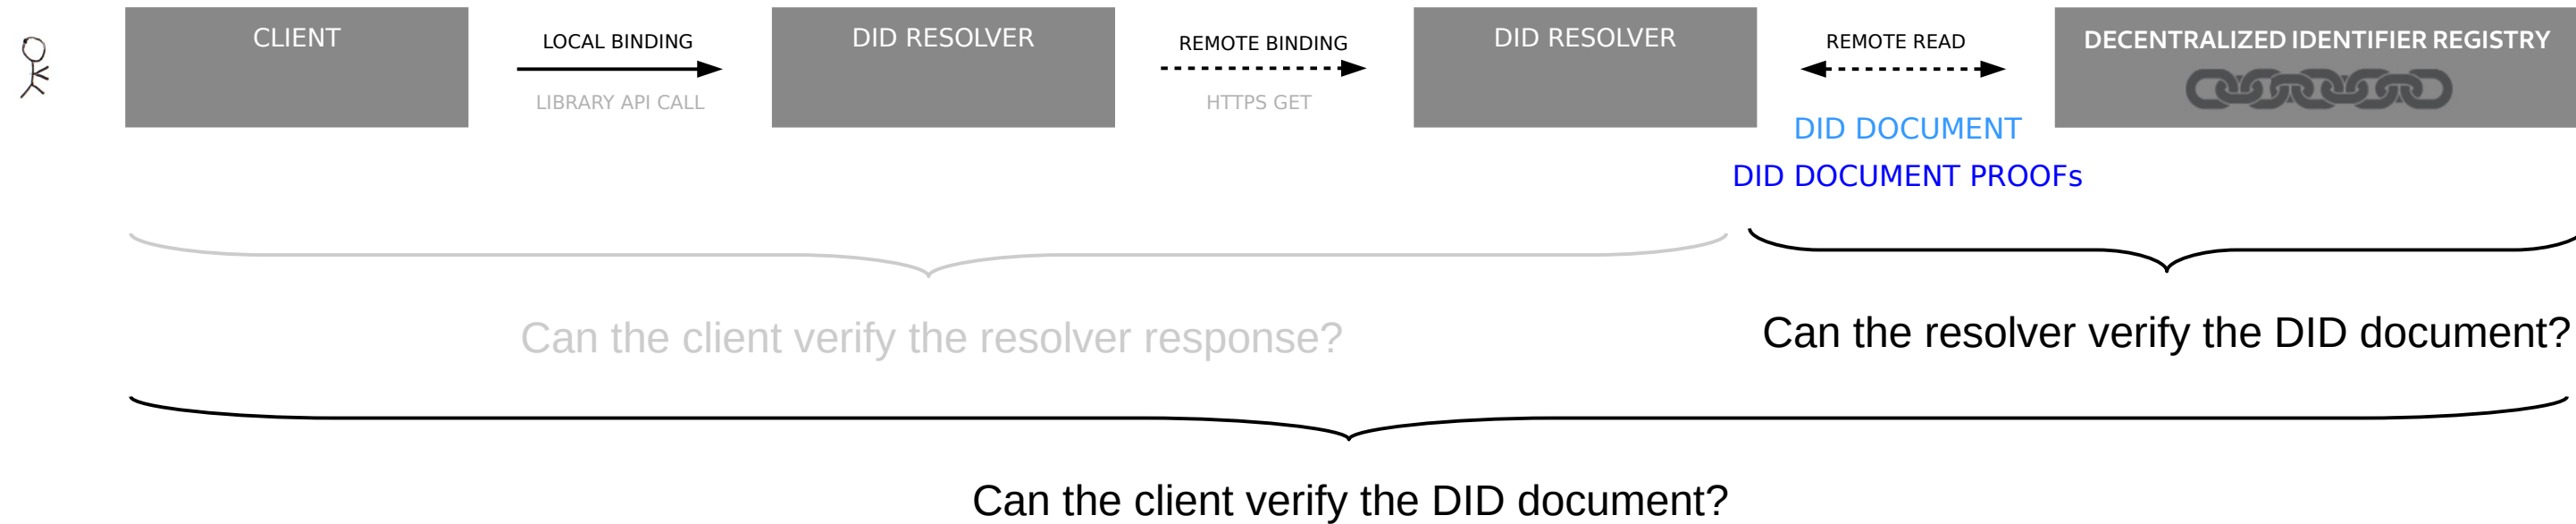 CLIENT
LOCAL BINDING
LIBRARY API CALL
DID RESOLVER
REMOTE BINDING
HTTPS GET
DID RESOLVER
REMOTE READ
DID DOCUMENT
DID DOCUMENT PROOFs
DECENTRALIZED IDENTIFIER REGISTRY
Can the client verify the resolver response?
Can the resolver verify the DID document?
Can the client verify the DID document?